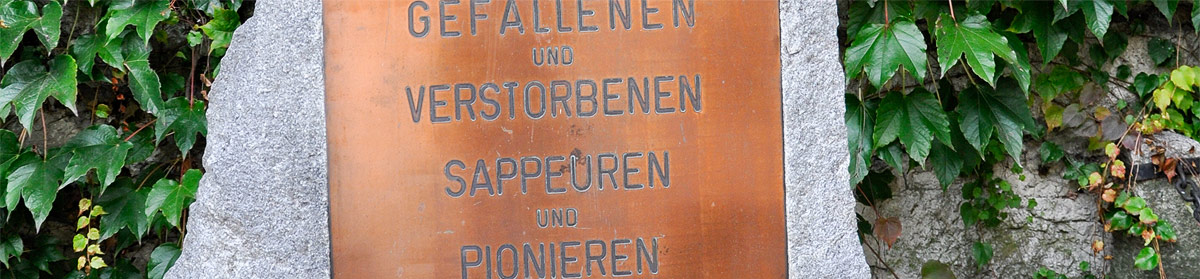 GEFALLENEN
UND
VERSTORBENEN
SAPPEUREN
UND
PIONIEREN